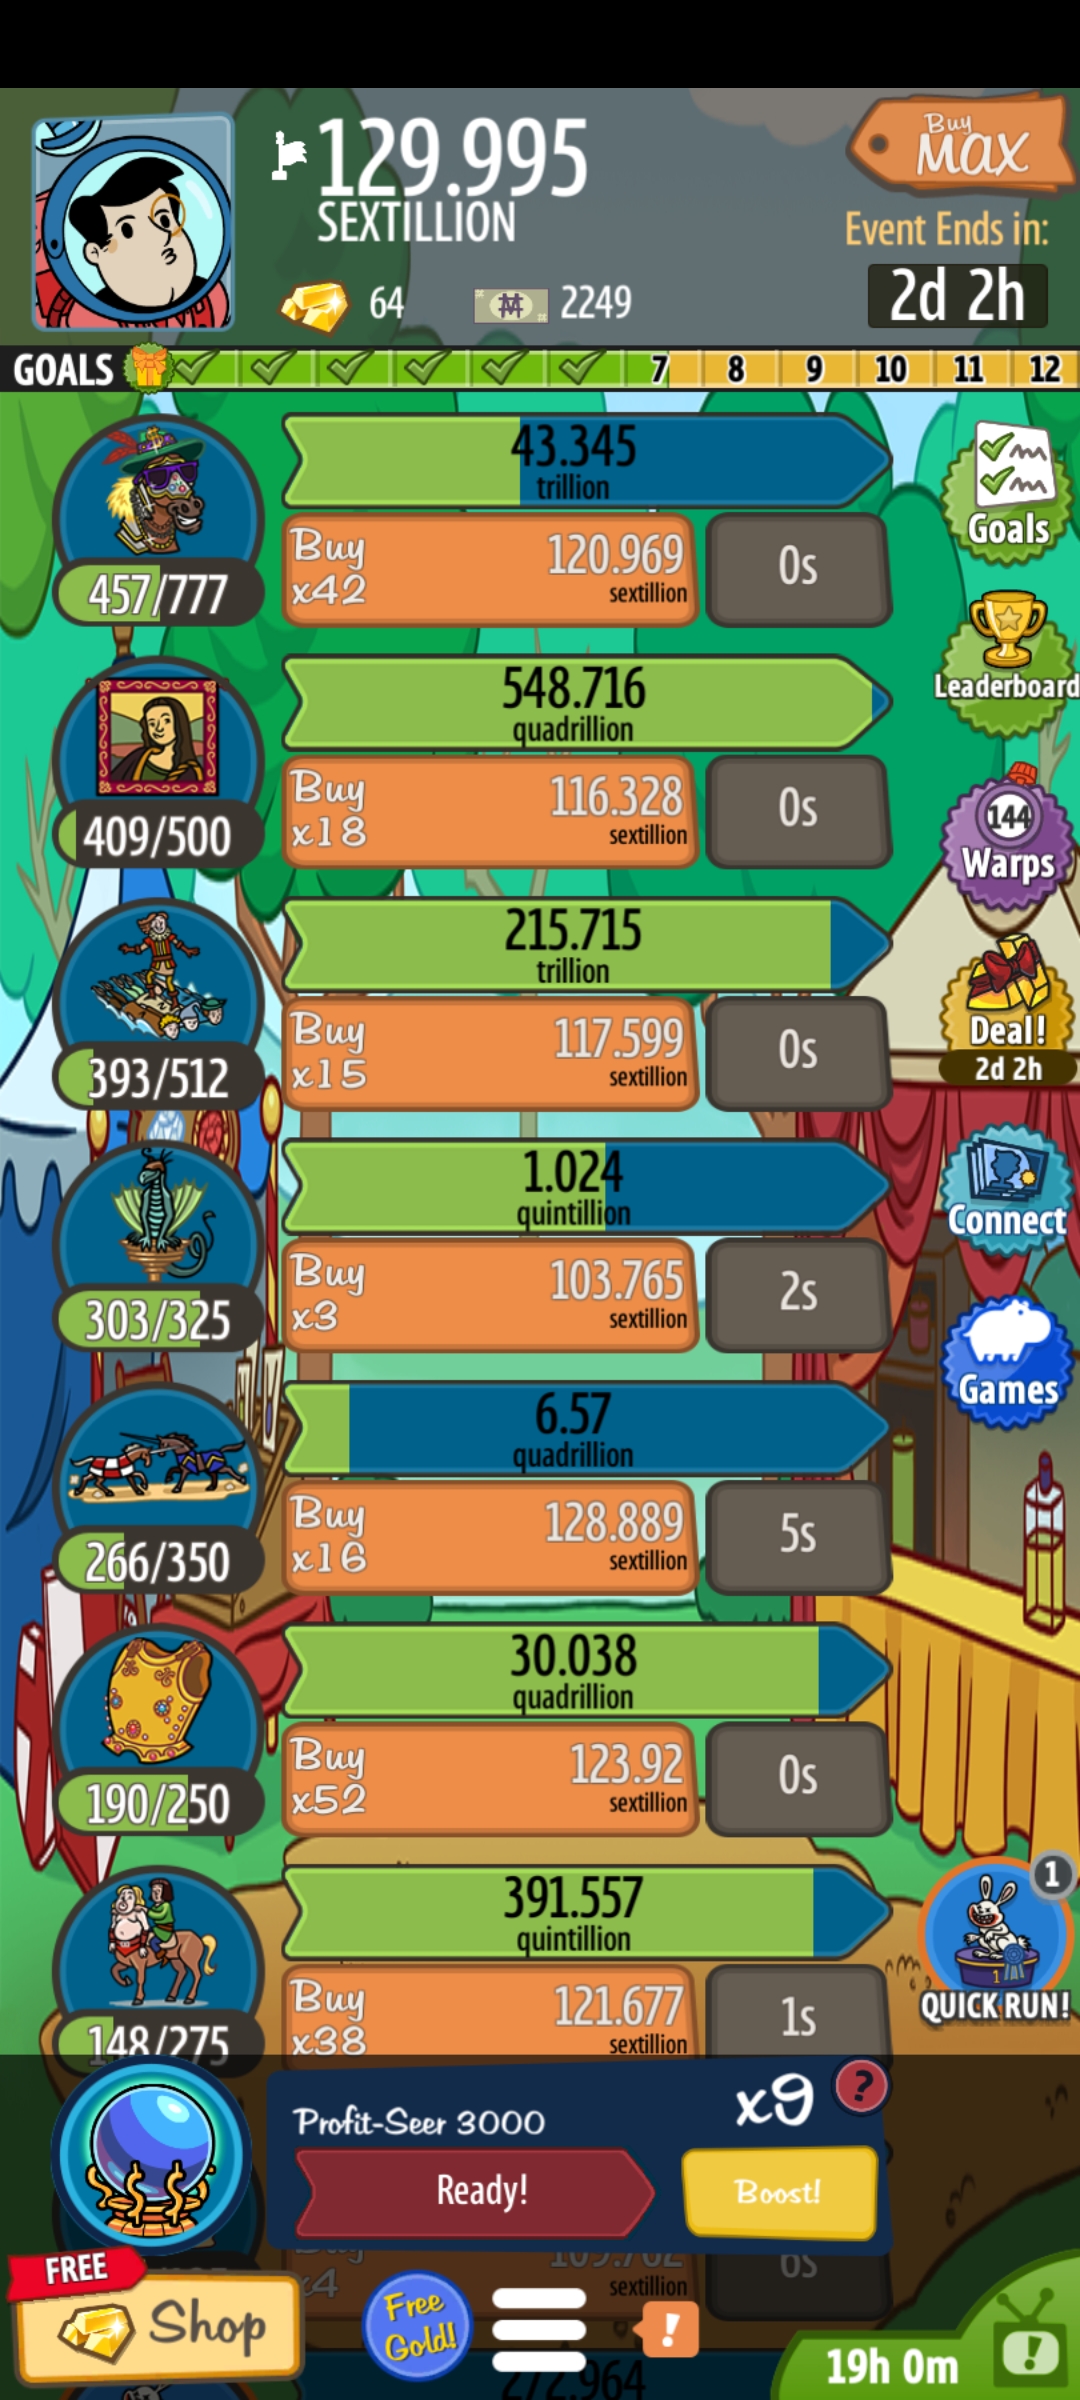 129.995
SEXTILLION
Buy
MAX
Event Ends in:
2d 2h
64
2249
GOALS
7 8 9 10 11 12
43.345
trillion
Buy
x42
120.969
sextillion
0s
457/777
Goals
548.716
quadrillion
Buy
x18
116.328
sextillion
0s
409/500
Leaderboard
144
Warps
215.715
trillion
Buy
x15
117.599
sextillion
0s
393/512
Deal!
2d 2h
1.024
quintillion
Buy
x3
103.765
sextillion
2s
303/325
Connect
Games
6.57
quadrillion
Buy
x16
128.889
sextillion
5s
266/350
30.038
quadrillion
Buy
x52
123.92
sextillion
0s
190/250
391.557
quintillion
Buy
x38
121.677
sextillion
1s
148/275
1
1
QUICK RUN!
Profit-Seer 3000
x9
?
Ready!
Boost!
x4
sextillion
6s
FREE
Shop
Free
Gold!
!
272.964
19h 0m
!